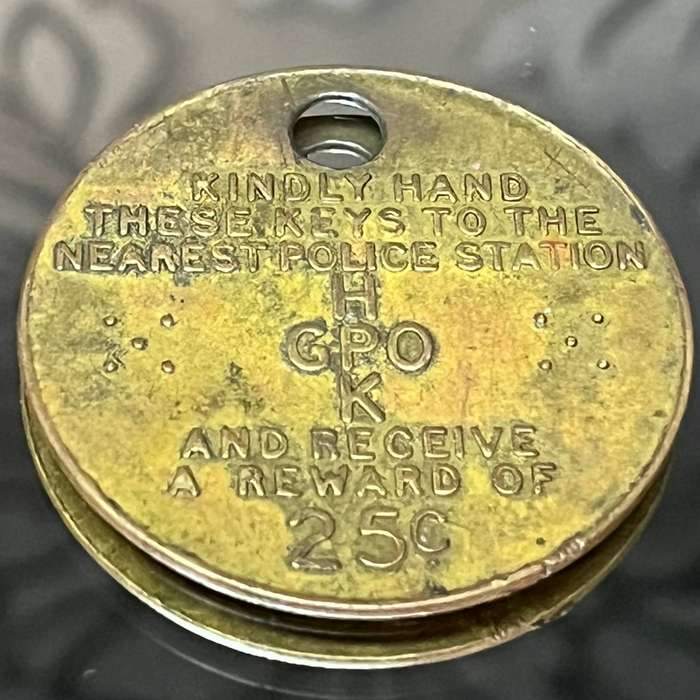 KINDLY HAND
THESE KEYS TO THE
NEAREST POLICE STATION
H
GPO
K
AND RECEIVE
A REWARD OF
25C